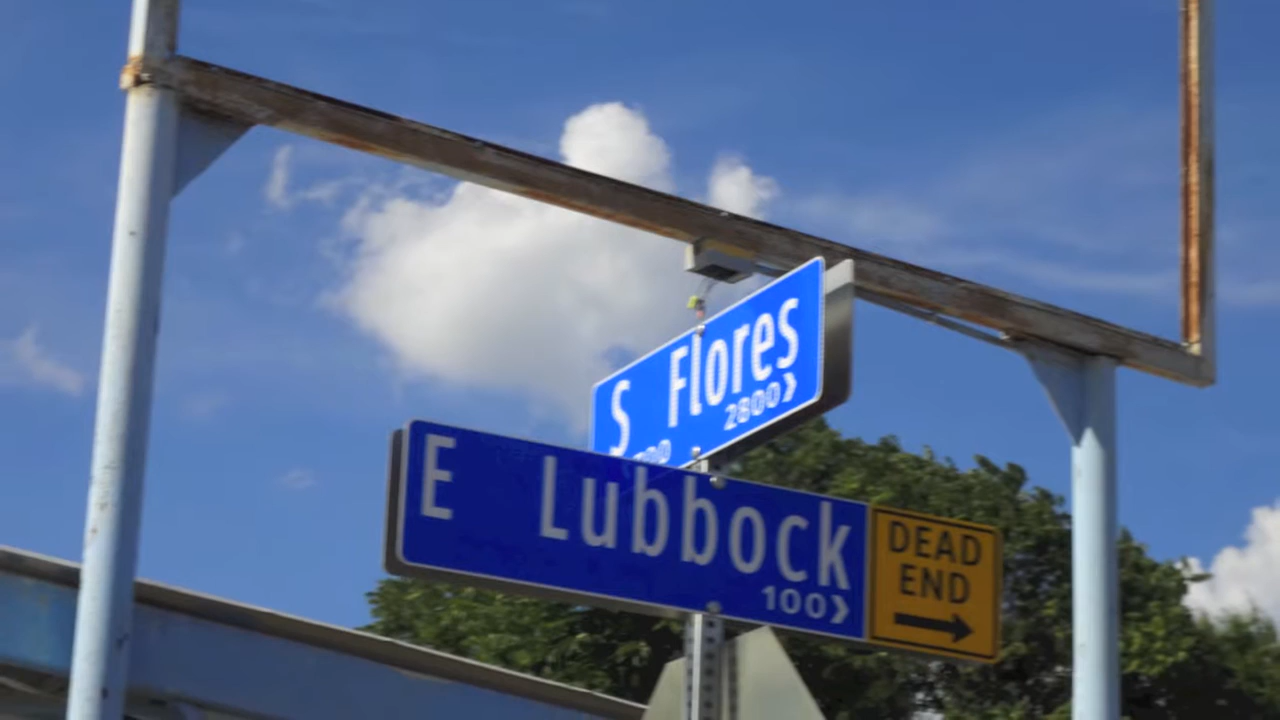 S Flores
2800❯
E Lubbock
100❯
DEAD
END
→